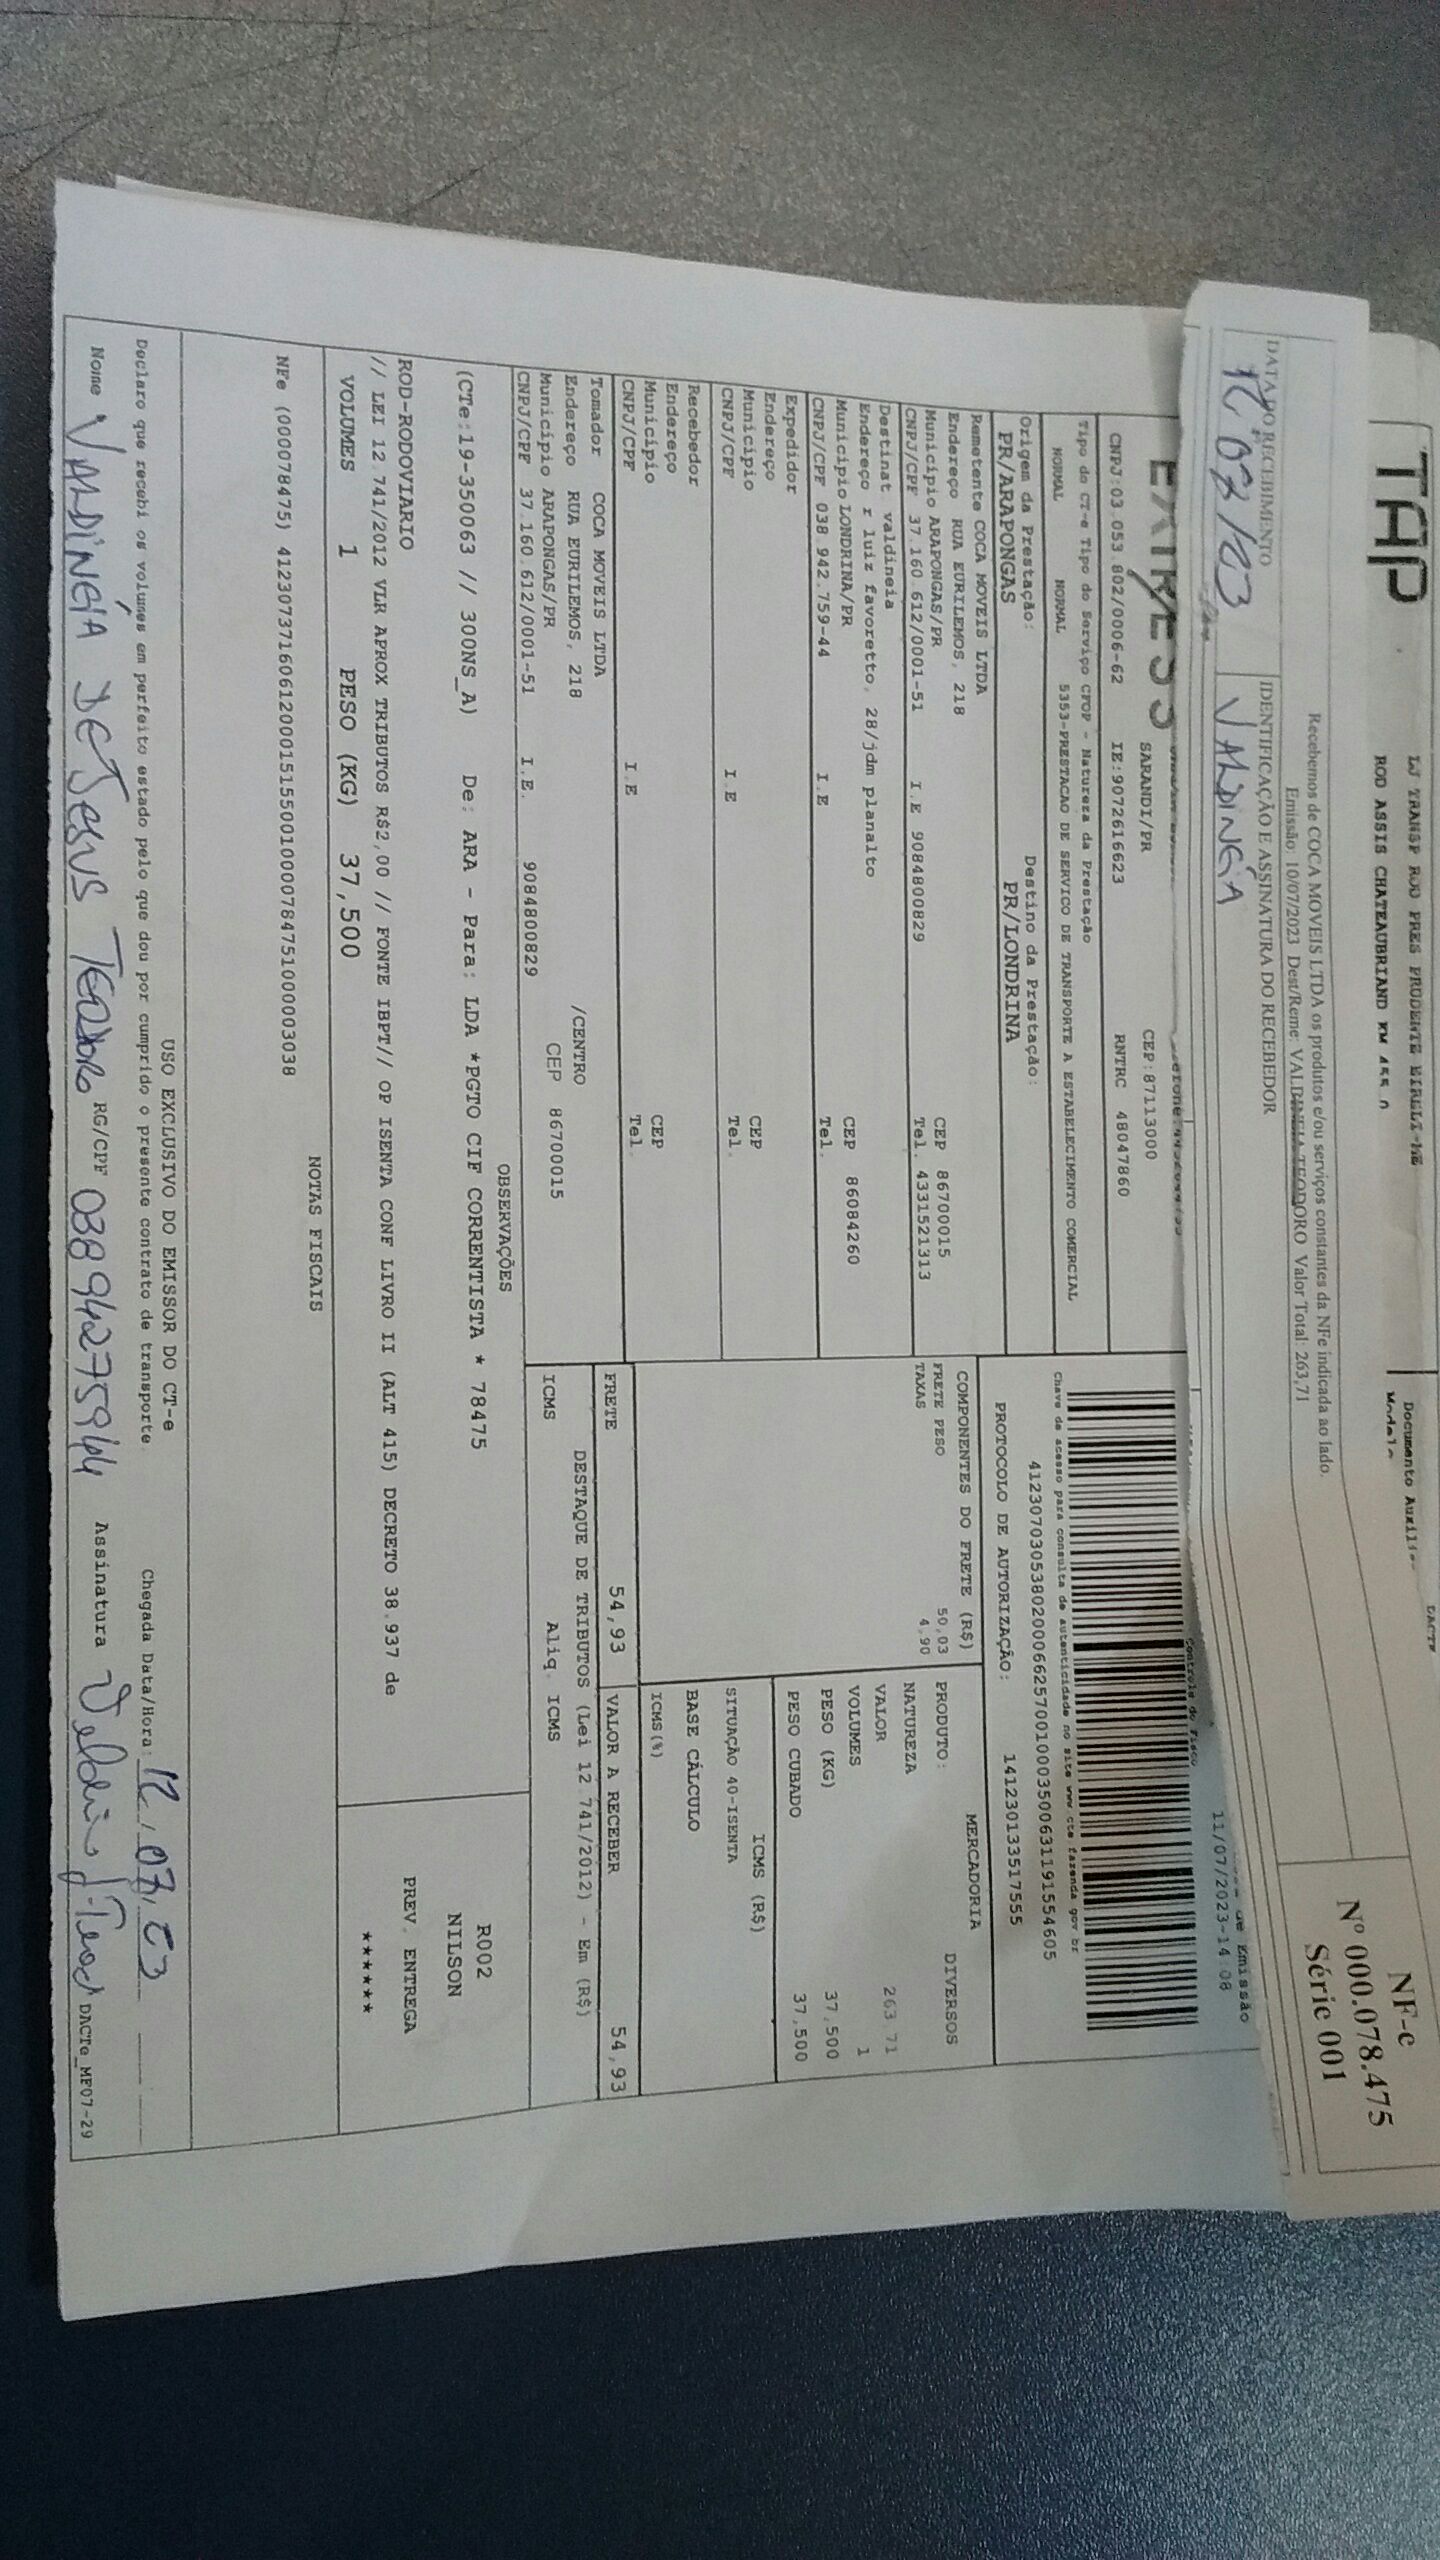 TAP
LJ TRANSP ROD PRES PRUDENTE EIRELI-ME
ROD ASSIS CHATEAUBRIAND KM 455 0
Documento Auxiliar
NF-e
Nº 000.078.475
Série 001
Recebemos de COCA MOVEIS LTDA os produtos e/ou serviços constantes da NFe indicada ao lado.
Emissão: 10/07/2023 Dest/Reme: VALDINEIA TEODORO Valor Total: 263,71
DATA DO RECEBIMENTO IDENTIFICAÇÃO E ASSINATURA DO RECEBEDOR
VALDINÉIA
de Emissão
11/07/2023-14:08
Controle do Fisco
SARANDI/PR CEP:87113000
CNPJ:03.053.802/0006-62 IE:9072616623 RNTRC 48047860
Tipo do CT-e Tipo do Serviço CFOP - Natureza da Prestação
NORMAL NORMAL 5353-PRESTACAO DE SERVICO DE TRANSPORTE A ESTABELECIMENTO COMERCIAL
Chave de acesso para consulta de autenticidade no site www.cte.fazenda.gov.br
41230703053802000662570010003500631191554605
Origem da Prestação: Destino da Prestação:
PR/ARAPONGAS PR/LONDRINA
PROTOCOLO DE AUTORIZAÇÃO: 141230133517555
Remetente COCA MOVEIS LTDA
Endereço RUA EURILEMOS, 218
Município ARAPONGAS/PR CEP 86700015
CNPJ/CPF 37.160.612/0001-51 I.E 9084800829 Tel. 4331521313
Destinat valdineia
Endereço r luiz favoretto, 28/jdm planalto
Município LONDRINA/PR CEP 86084260
CNPJ/CPF 038.942.759-44 I.E Tel.
Expedidor
Endereço
Município CEP
CNPJ/CPF I.E Tel.
Recebedor
Endereço
Município CEP
CNPJ/CPF I.E Tel.
Tomador COCA MOVEIS LTDA
Endereço RUA EURILEMOS, 218 /CENTRO
Município ARAPONGAS/PR CEP 86700015
CNPJ/CPF 37.160.612/0001-51 I.E. 9084800829
COMPONENTES DO FRETE (R$)
FRETE PESO 50,03
TAXAS 4,90
MERCADORIA
PRODUTO: DIVERSOS
NATUREZA
VALOR 263,71
VOLUMES 1
PESO (KG) 37,500
PESO CUBADO 37,500
ICMS (R$)
SITUAÇÃO 40-ISENTA
BASE CÁLCULO
ICMS(%)
FRETE 54,93 VALOR A RECEBER 54,93
DESTAQUE DE TRIBUTOS (Lei 12.741/2012) - Em (R$)
ICMS Aliq. ICMS
OBSERVAÇÕES
(CTe:19-350063 // 300NS_A) De: ARA - Para: LDA *PGTO CIF CORRENTISTA * 78475
R002
NILSON
ROD-RODOVIARIO
// LEI 12.741/2012 VLR APROX TRIBUTOS R$2,00 // FONTE IBPT// OP ISENTA CONF LIVRO II (ALT 415) DECRETO 38.937 de
PREV. ENTREGA
******
VOLUMES 1 PESO (KG) 37,500
NOTAS FISCAIS
NFe (000078475) 41230737160612000151550010000784751000003038
USO EXCLUSIVO DO EMISSOR DO CT-e
Declaro que recebi os volumes em perfeito estado pelo que dou por cumprido o presente contrato de transporte. Chegada Data/Hora:
Nome VALDINÉIA DE JESUS TEODORO RG/CPF 03894275944 Assinatura
DACTe_MF07-29